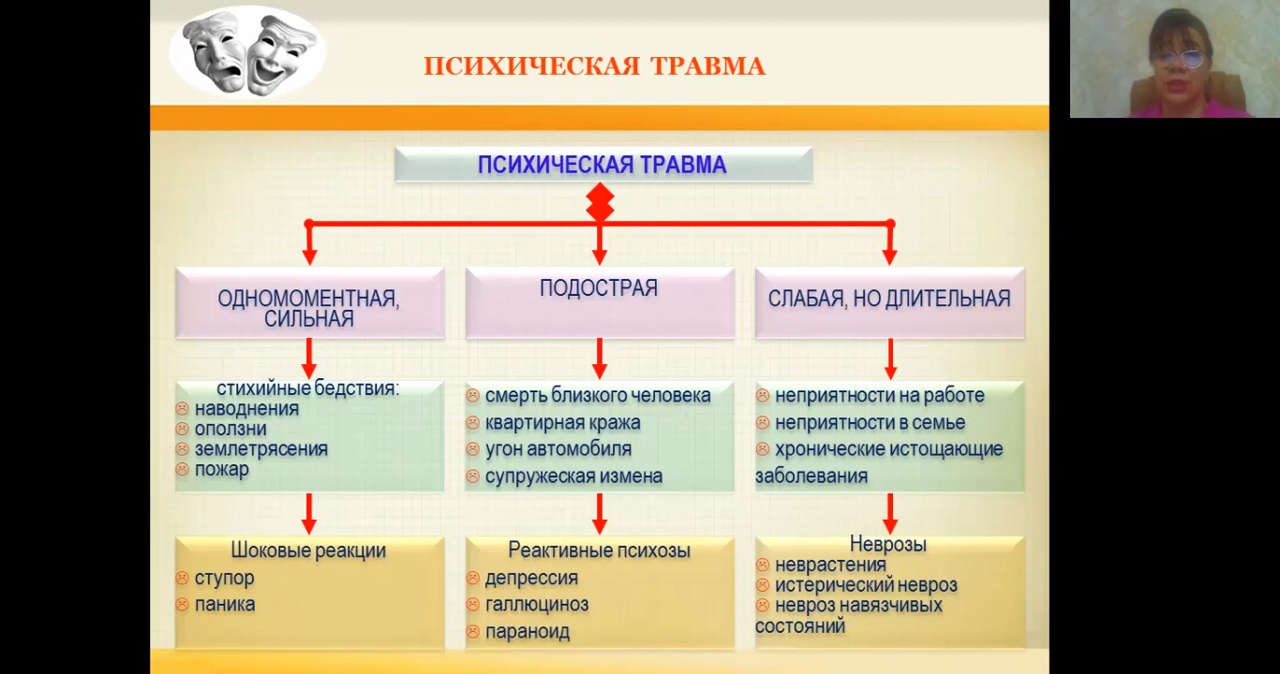 ПСИХИЧЕСКАЯ ТРАВМА
ПСИХИЧЕСКАЯ ТРАВМА
ОДНОМОМЕНТНАЯ,
СИЛЬНАЯ
стихийные бедствия:
наводнения
оползни
землетрясения
пожар
Шоковые реакции
ступор
паника
ПОДОСТРАЯ
смерть близкого человека
квартирная кража
угон автомобиля
супружеская измена
Реактивные психозы
депрессия
галлюциноз
параноид
СЛАБАЯ, НО ДЛИТЕЛЬНАЯ
неприятности на работе
неприятности в семье
хронические истощающие
заболевания
Неврозы
неврастения
истерический невроз
невроз навязчивых
состояний